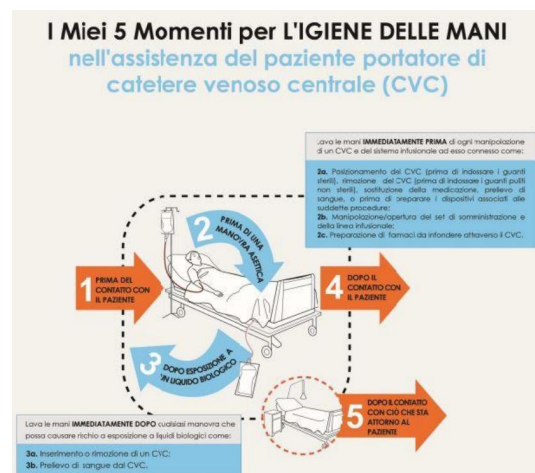 I Miei 5 Momenti per L'IGIENE DELLE MANI
nell'assistenza del paziente portatore di
catetere venoso centrale (CVC)
Lava le mani IMMEDIATAMENTE PRIMA di ogni manipolazione
di un CVC e del sistema infusionale ad esso connesso come:
2a. Posizionamento del CVC (prima di indossare i guanti
sterili), rimozione del CVC (prima di indossare i guanti puliti
non sterili), sostituzione della medicazione, prelievo di
sangue, o prima di preparare i dispositivi associati alle
suddette procedure;
2b. Manipolazione/apertura del set di somministrazione e
della linea infusionale;
2c. Preparazione di farmaci da infondere attraverso il CVC.
2
PRIMA DI UNA
MANOVRA ASETTICA
1
PRIMA DEL
CONTATTO CON
IL PAZIENTE
4
DOPO IL
CONTATTO CON
IL PAZIENTE
3
DOPO ESPOSIZIONE A
UN LIQUIDO BIOLOGICO
5
DOPO IL CONTATTO
CON CIÒ CHE STA
ATTORNO AL
PAZIENTE
Lava le mani IMMEDIATAMENTE DOPO qualsiasi manovra che
possa causare rischio a esposizione a liquidi biologici come:
3a. Inserimento o rimozione di un CVC;
3b. Prelievo di sangue dal CVC.